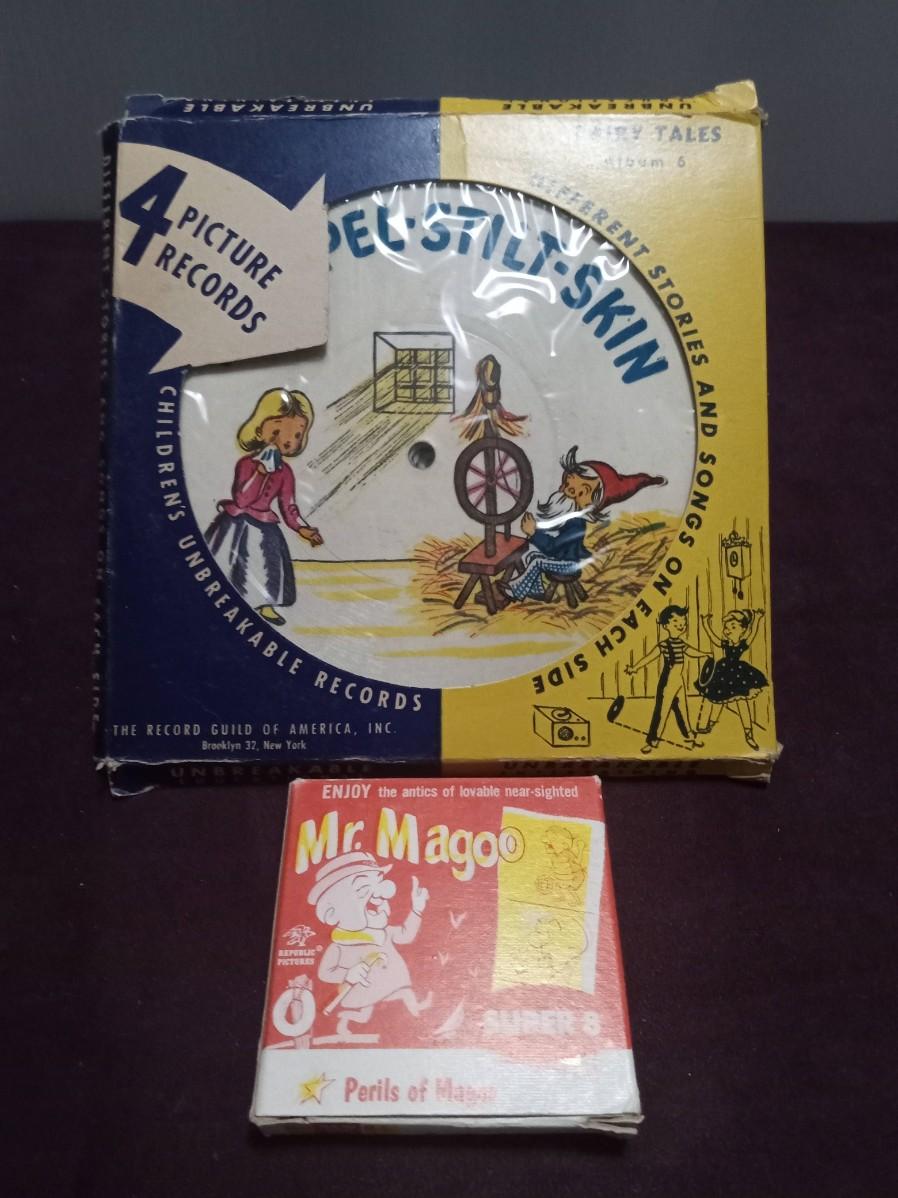 UNBREAKABLE
UNBREAKABLE
FAIRY TALES
Album 6
4 PICTURE
RECORDS
PEL-STILT-SKIN
DIFFERENT STORIES AND SONGS ON EACH SIDE
CHILDREN'S UNBREAKABLE RECORDS
THE RECORD GUILD OF AMERICA, INC.
Brooklyn 32, New York
UNBREAKABLE
UNBREAKABLE
ENJOY the antics of lovable near-sighted
Mr. Magoo
REPUBLIC
PICTURES
SUPER 8
Perils of Magoo